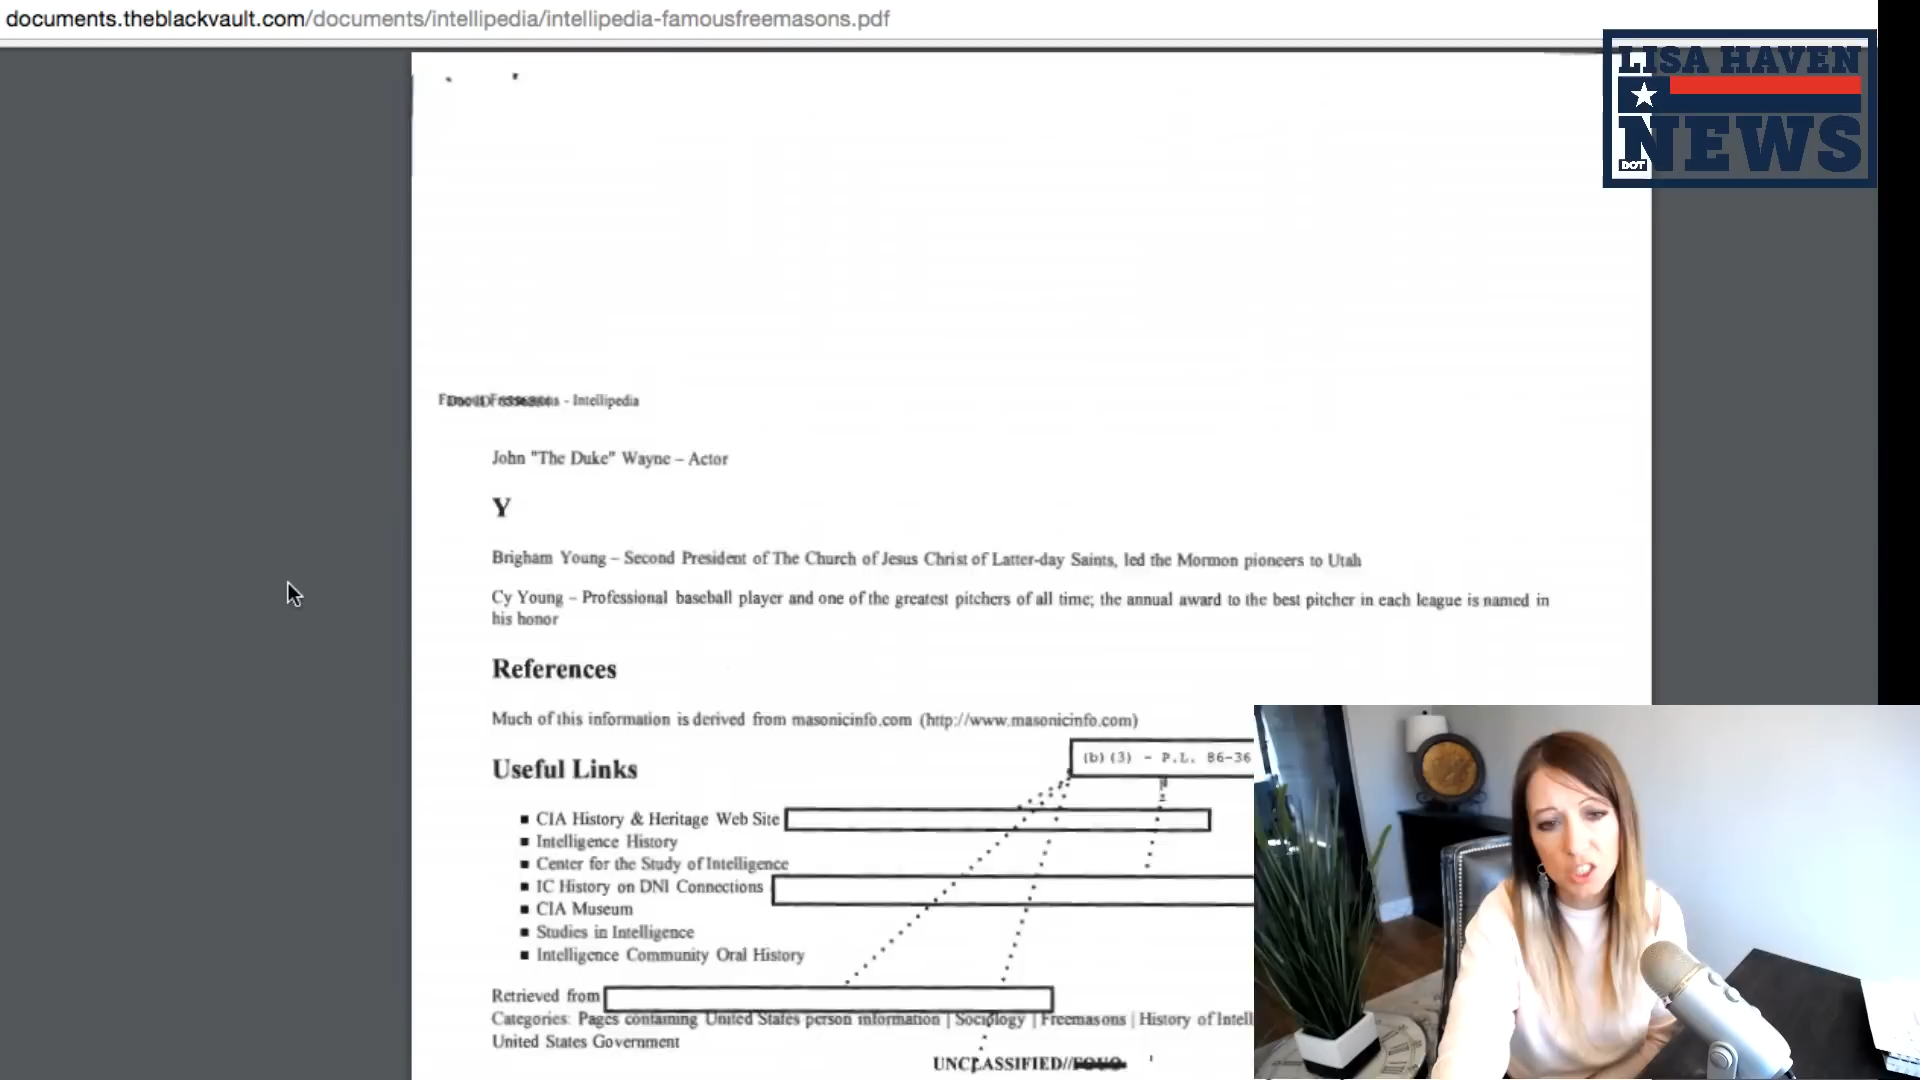 documents.theblackvault.com/documents/intellipedia/intellipedia-famousfreemasons.pdf
LISA HAVEN
DOT NEWS
- Intellipedia
John "The Duke" Wayne – Actor
Y
Brigham Young – Second President of The Church of Jesus Christ of Latter-day Saints, led the Mormon pioneers to Utah
Cy Young – Professional baseball player and one of the greatest pitchers of all time; the annual award to the best pitcher in each league is named in
his honor
References
Much of this information is derived from masonicinfo.com (http://www.masonicinfo.com)
(b)(3) - P.L. 86-36
Useful Links
■ CIA History & Heritage Web Site
■ Intelligence History
■ Center for the Study of Intelligence
■ IC History on DNI Connections
■ CIA Museum
■ Studies in Intelligence
■ Intelligence Community Oral History
Retrieved from
Categories: Pages containing United States person information | Sociology | Freemasons | History of Intell
United States Government
UNCLASSIFIED//FOUO